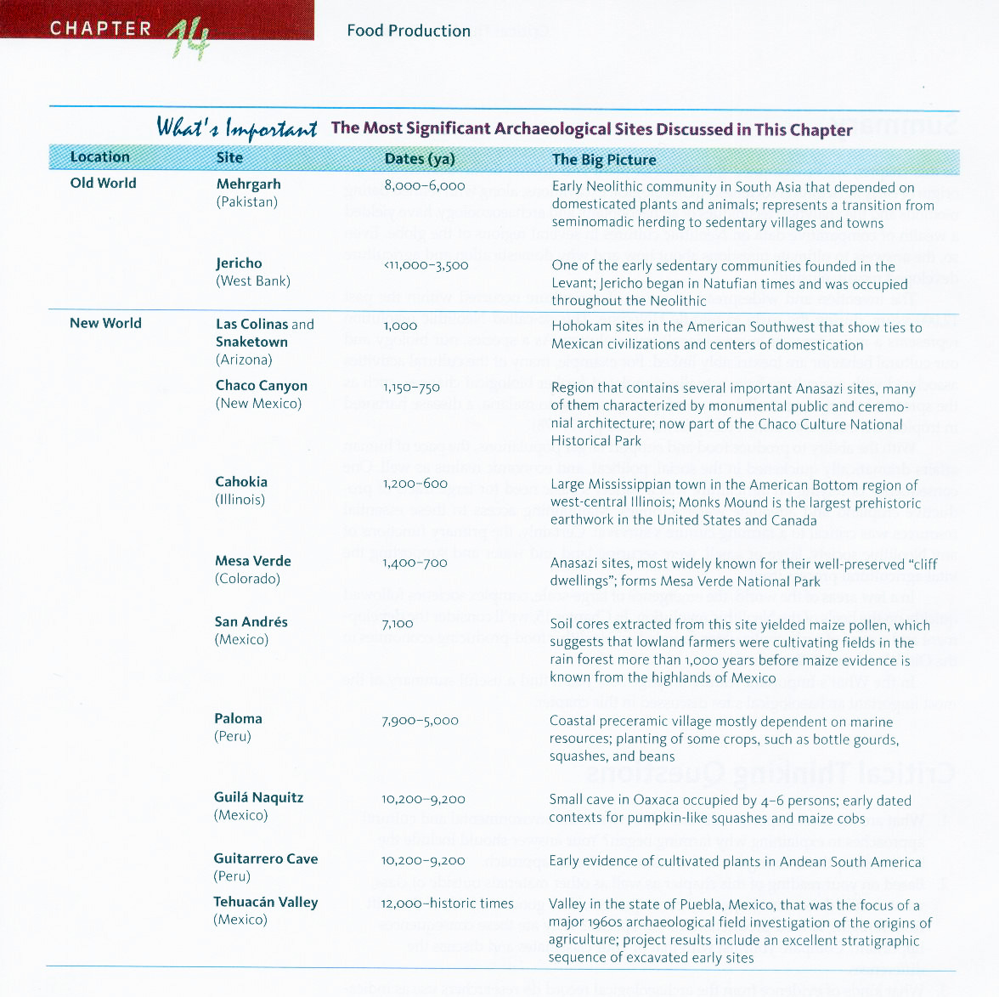 CHAPTER 14 Food Production
What's Important The Most Significant Archaeological Sites Discussed in This Chapter
Location Site Dates (ya) The Big Picture
Old World Mehrgarh 8,000–6,000 Early Neolithic community in South Asia that depended on
(Pakistan) domesticated plants and animals; represents a transition from
seminomadic herding to sedentary villages and towns
Jericho <11,000–3,500 One of the early sedentary communities founded in the
(West Bank) Levant; Jericho began in Natufian times and was occupied
throughout the Neolithic
New World Las Colinas and 1,000 Hohokam sites in the American Southwest that show ties to
Snaketown Mexican civilizations and centers of domestication
(Arizona)
Chaco Canyon 1,150–750 Region that contains several important Anasazi sites, many
(New Mexico) of them characterized by monumental public and ceremo-
nial architecture; now part of the Chaco Culture National
Historical Park
Cahokia 1,200–600 Large Mississippian town in the American Bottom region of
(Illinois) west-central Illinois; Monks Mound is the largest prehistoric
earthwork in the United States and Canada
Mesa Verde 1,400–700 Anasazi sites, most widely known for their well-preserved “cliff
(Colorado) dwellings”; forms Mesa Verde National Park
San Andrés 7,100 Soil cores extracted from this site yielded maize pollen, which
(Mexico) suggests that lowland farmers were cultivating fields in the
rain forest more than 1,000 years before maize evidence is
known from the highlands of Mexico
Paloma 7,900–5,000 Coastal preceramic village mostly dependent on marine
(Peru) resources; planting of some crops, such as bottle gourds,
squashes, and beans
Guilá Naquitz 10,200–9,200 Small cave in Oaxaca occupied by 4–6 persons; early dated
(Mexico) contexts for pumpkin-like squashes and maize cobs
Guitarrero Cave 10,200–9,200 Early evidence of cultivated plants in Andean South America
(Peru)
Tehuacán Valley 12,000–historic times Valley in the state of Puebla, Mexico, that was the focus of a
(Mexico) major 1960s archaeological field investigation of the origins of
agriculture; project results include an excellent stratigraphic
sequence of excavated early sites